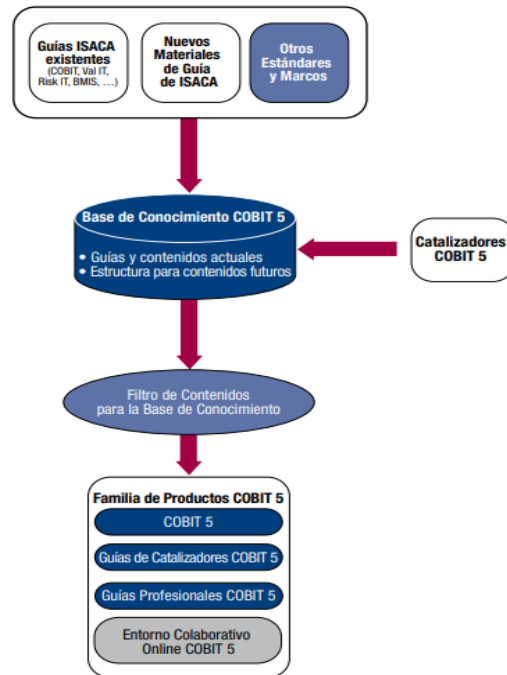 Guías ISACA
existentes
(COBIT, Val IT,
Risk IT, BMIS, ...)
Nuevos
Materiales
de Guía
de ISACA
Otros
Estándares
y Marcos
Base de Conocimiento COBIT 5
• Guías y contenidos actuales
• Estructura para contenidos futuros
Catalizadores
COBIT 5
Filtro de Contenidos
para la Base de Conocimiento
Familia de Productos COBIT 5
COBIT 5
Guías de Catalizadores COBIT 5
Guías Profesionales COBIT 5
Entorno Colaborativo
Online COBIT 5